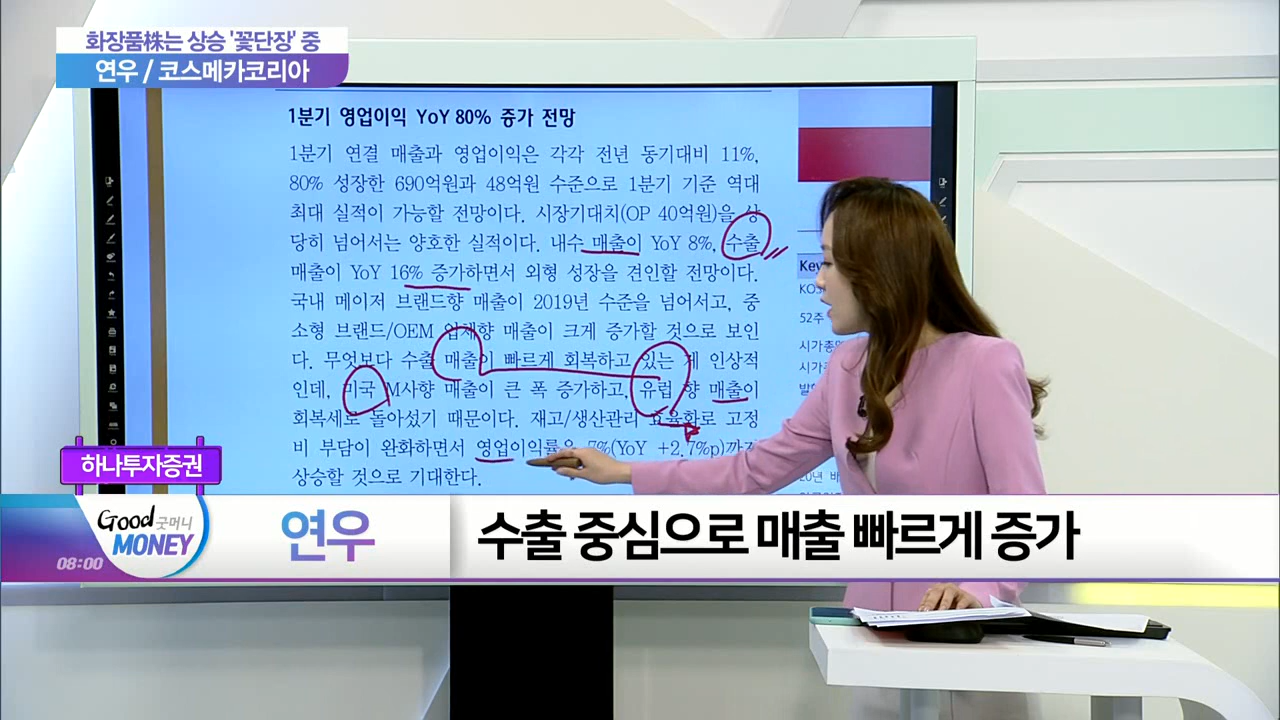 화장품株는 상승 '꽃단장' 중
연우 / 코스메카코리아
1분기 영업이익 YoY 80% 증가 전망
1분기 연결 매출과 영업이익은 각각 전년 동기대비 11%,
80% 성장한 690억원과 48억원 수준으로 1분기 기준 역대
최대 실적이 가능할 전망이다. 시장기대치(OP 40억원)을 상
당히 넘어서는 양호한 실적이다. 내수 매출이 YoY 8%, 수출
매출이 YoY 16% 증가하면서 외형 성장을 견인할 전망이다.
국내 메이저 브랜드향 매출이 2019년 수준을 넘어서고, 중
소형 브랜드/OEM 업체향 매출이 크게 증가할 것으로 보인
다. 무엇보다 수출 매출이 빠르게 회복하고 있는 게 인상적
인데, 미국 M사향 매출이 큰 폭 증가하고, 유럽 향 매출이
회복세로 돌아섰기 때문이다. 재고/생산관리 효율화로 고정
비 부담이 완화하면서 영업이익률을 7%(YoY +2.7%p)까지
상승할 것으로 기대한다.
Key
52주
시가총
시가
20년
하나투자증권
Good 굿머니
MONEY
08:00
연우
수출 중심으로 매출 빠르게 증가